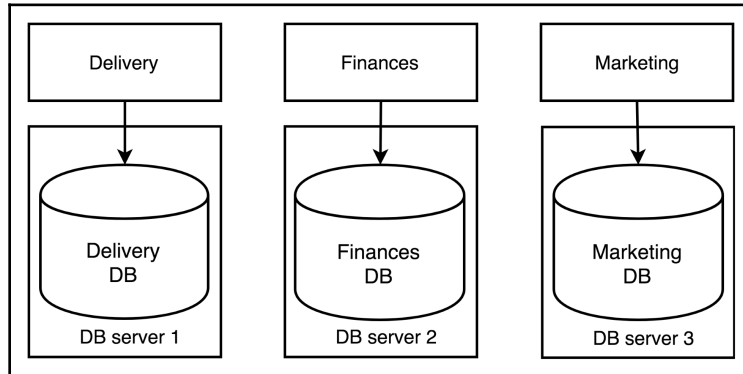 Delivery
Finances
Marketing
Delivery
DB
Finances
DB
Marketing
DB
DB server 1
DB server 2
DB server 3